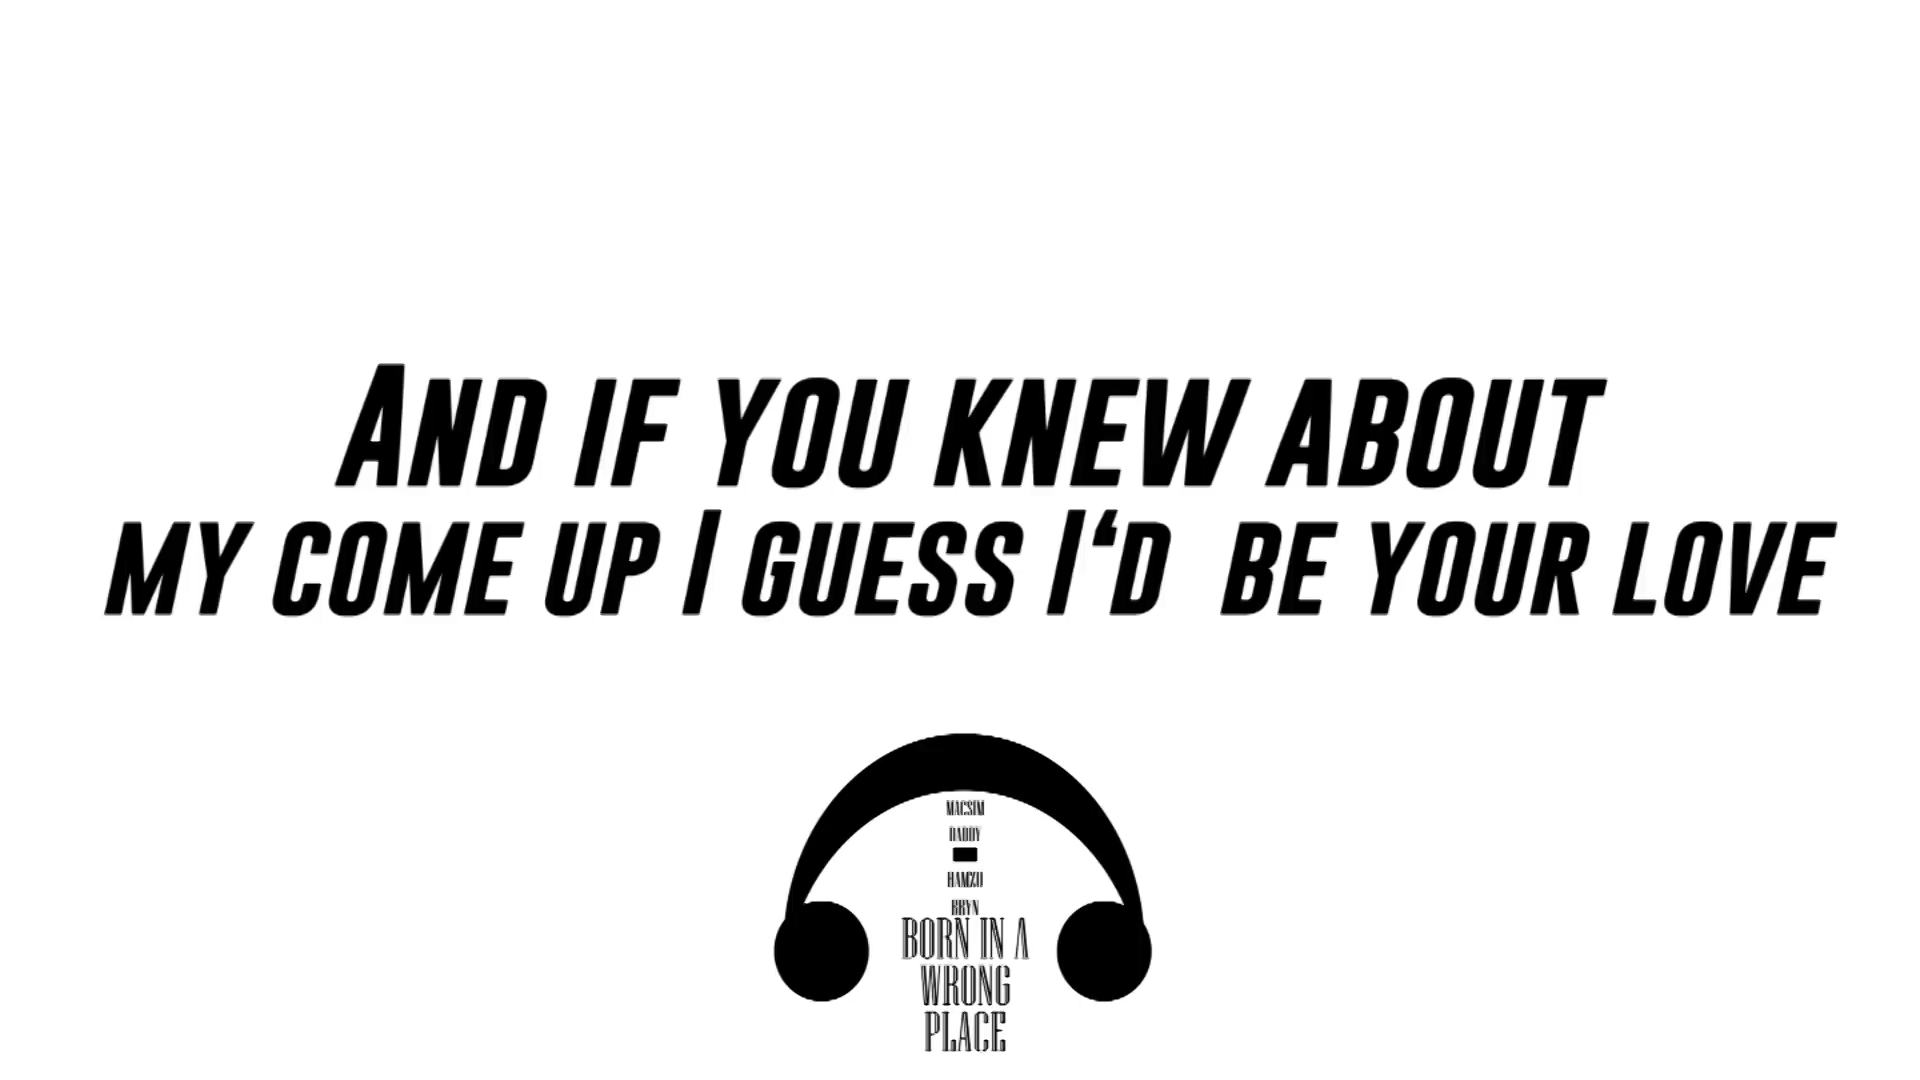 And if you knew about
my come up I guess I‘d be your love
MACSIM
DADDY
HAMZU
BRYN
BORN IN A
WRONG
PLACE